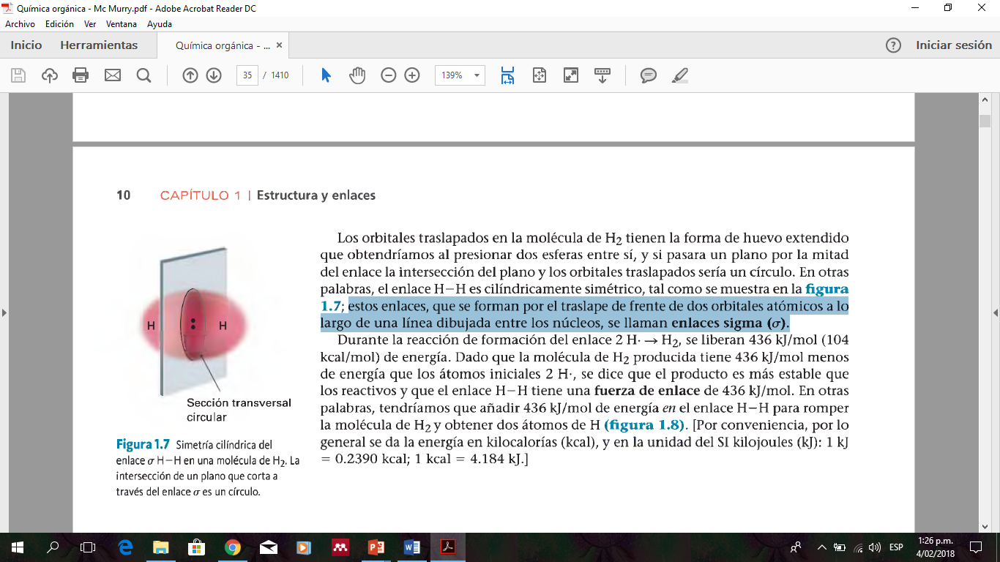 Química orgánica - Mc Murry.pdf - Adobe Acrobat Reader DC
Archivo Edición Ver Ventana Ayuda
Inicio Herramientas Química orgánica - ... × Iniciar sesión
35 / 1410 139%
10 CAPÍTULO 1 | Estructura y enlaces
Los orbitales traslapados en la molécula de H₂ tienen la forma de huevo extendido
que obtendríamos al presionar dos esferas entre sí, y si pasara un plano por la mitad
del enlace la intersección del plano y los orbitales traslapados sería un círculo. En otras
palabras, el enlace H−H es cilíndricamente simétrico, tal como se muestra en la figura
1.7; estos enlaces, que se forman por el traslape de frente de dos orbitales atómicos a lo
largo de una línea dibujada entre los núcleos, se llaman enlaces sigma (σ).
Durante la reacción de formación del enlace 2 H· → H₂, se liberan 436 kJ/mol (104
kcal/mol) de energía. Dado que la molécula de H₂ producida tiene 436 kJ/mol menos
de energía que los átomos iniciales 2 H·, se dice que el producto es más estable que
los reactivos y que el enlace H−H tiene una fuerza de enlace de 436 kJ/mol. En otras
palabras, tendríamos que añadir 436 kJ/mol de energía en el enlace H−H para romper
la molécula de H₂ y obtener dos átomos de H (figura 1.8). [Por conveniencia, por lo
general se da la energía en kilocalorías (kcal), y en la unidad del SI kilojoules (kJ): 1 kJ
= 0.2390 kcal; 1 kcal = 4.184 kJ.]
H : H
Sección transversal
circular
Figura 1.7 Simetría cilíndrica del
enlace σ H−H en una molécula de H₂. La
intersección de un plano que corta a
través del enlace σ es un círculo.
ESP
1:26 p.m.
4/02/2018